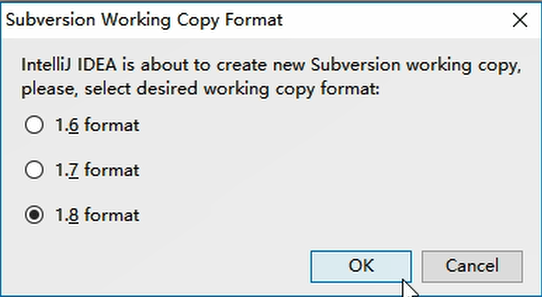 Subversion Working Copy Format
IntelliJ IDEA is about to create new Subversion working copy,
please, select desired working copy format:
1.6 format
1.7 format
1.8 format
OK Cancel